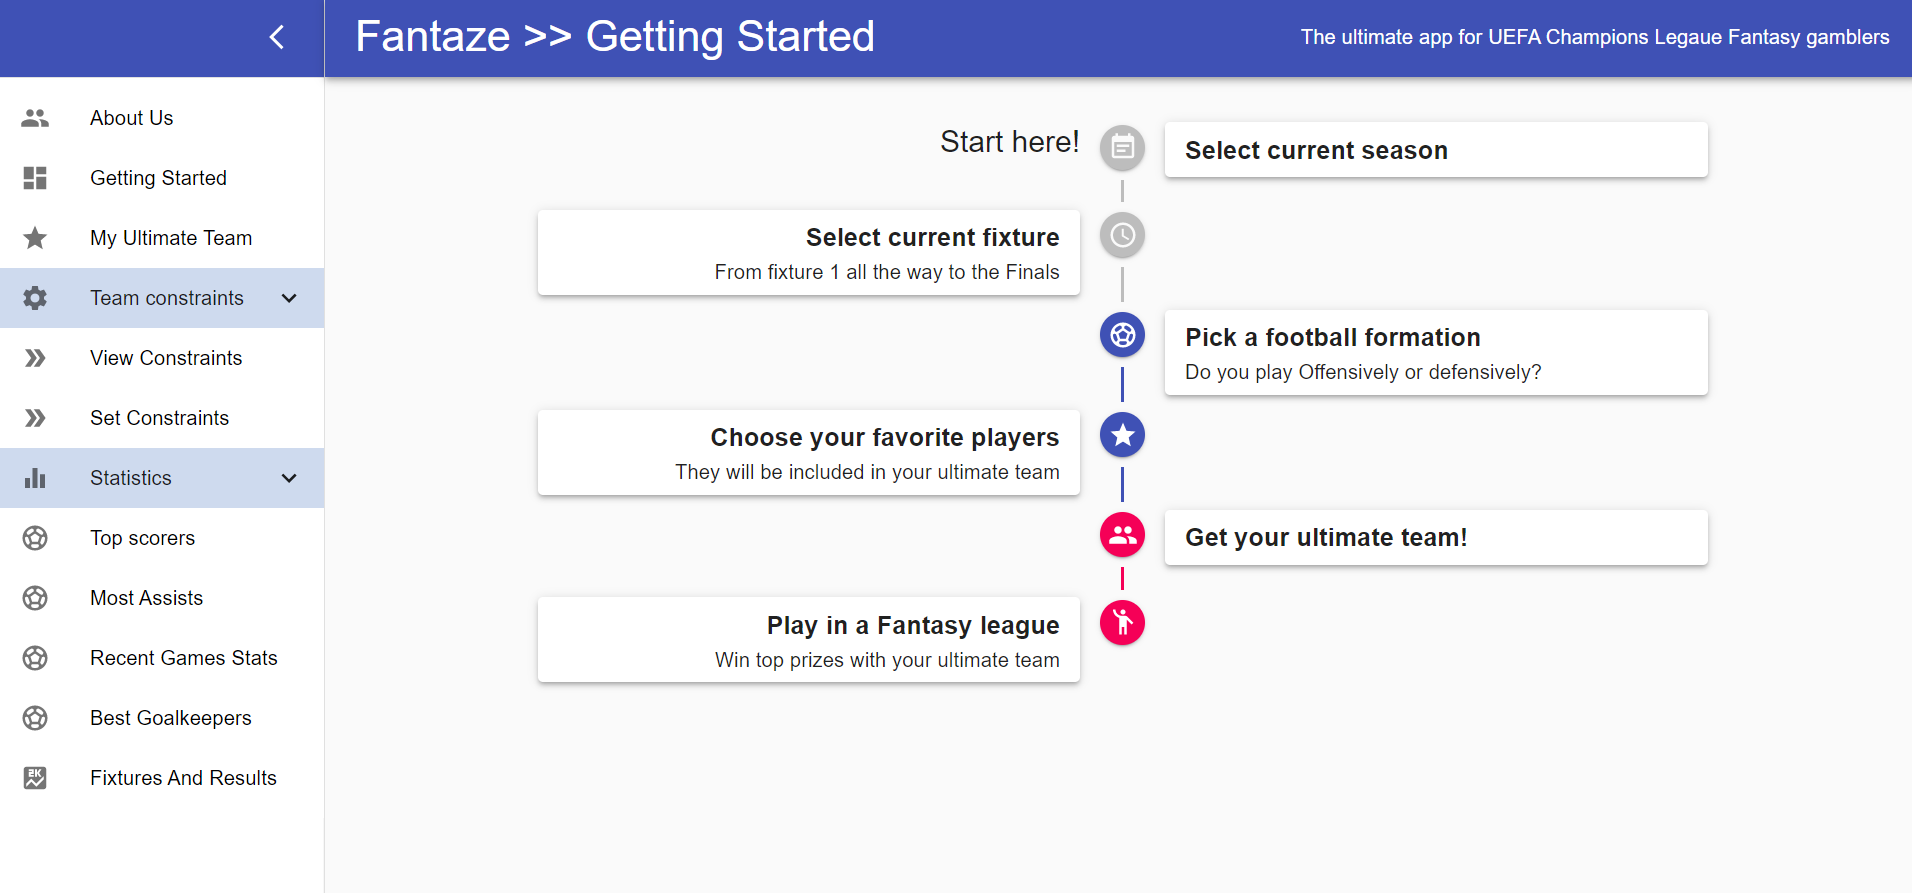 Fantaze >> Getting Started
The ultimate app for UEFA Champions Legaue Fantasy gamblers
About Us
Getting Started
My Ultimate Team
Team constraints
View Constraints
Set Constraints
Statistics
Top scorers
Most Assists
Recent Games Stats
Best Goalkeepers
2K
Fixtures And Results
Start here!
Select current season
Select current fixture
From fixture 1 all the way to the Finals
Pick a football formation
Do you play Offensively or defensively?
Choose your favorite players
They will be included in your ultimate team
Get your ultimate team!
Play in a Fantasy league
Win top prizes with your ultimate team